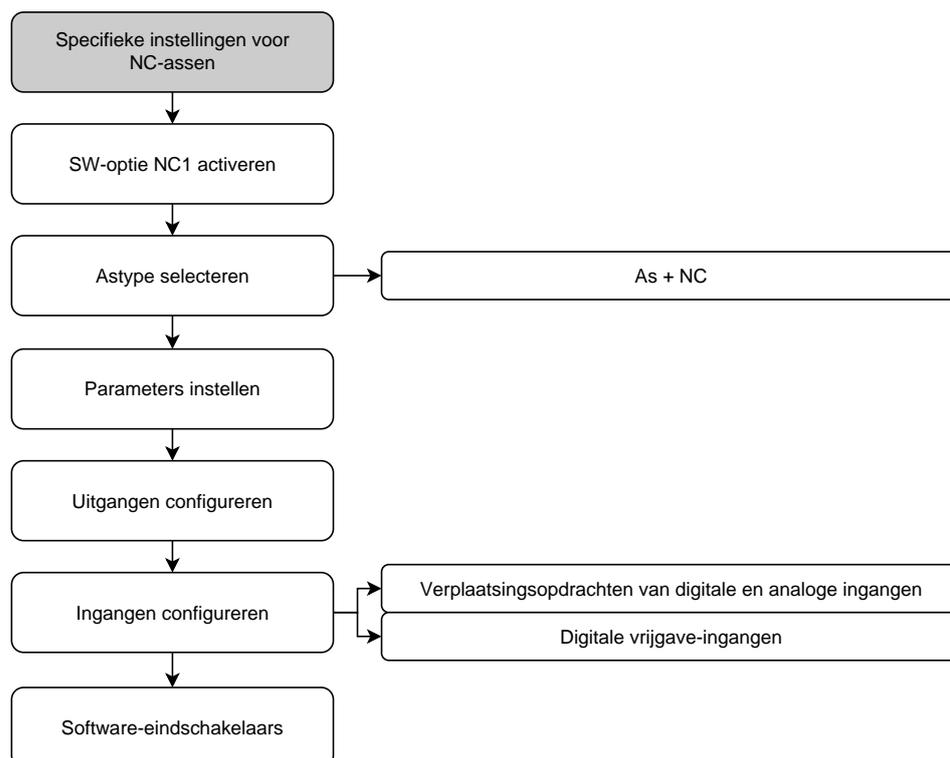 Specifieke instellingen voor
NC-assen
SW-optie NC1 activeren
Astype selecteren
As + NC
Parameters instellen
Uitgangen configureren
Ingangen configureren
Verplaatsingsopdrachten van digitale en analoge ingangen
Digitale vrijgave-ingangen
Software-eindschakelaars